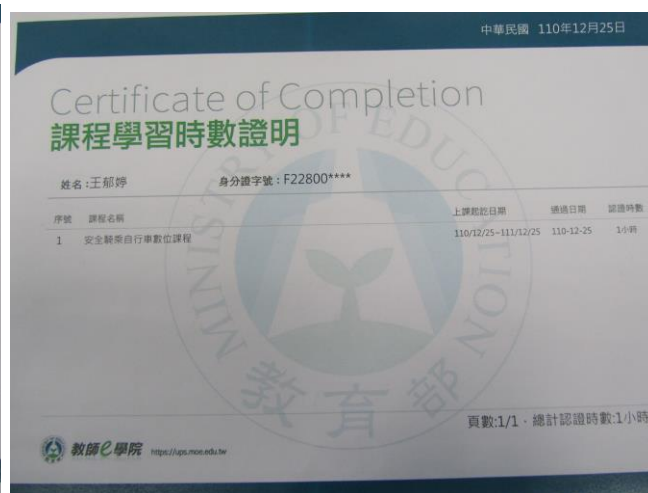 中華民國 110年12月25日
Certificate of Completion
課程學習時數證明
姓名:王郁婷 身分證字號:F22800****
序號 課程名稱 上課起訖日期 通過日期 認證時數
1 安全騎乘自行車數位課程 110/12/25~111/12/25 110-12-25 1小時
MINISTRY OF EDUCATION
教育部
頁數:1/1,總計認證時數:1小時
教師e學院 https://ups.moe.edu.tw